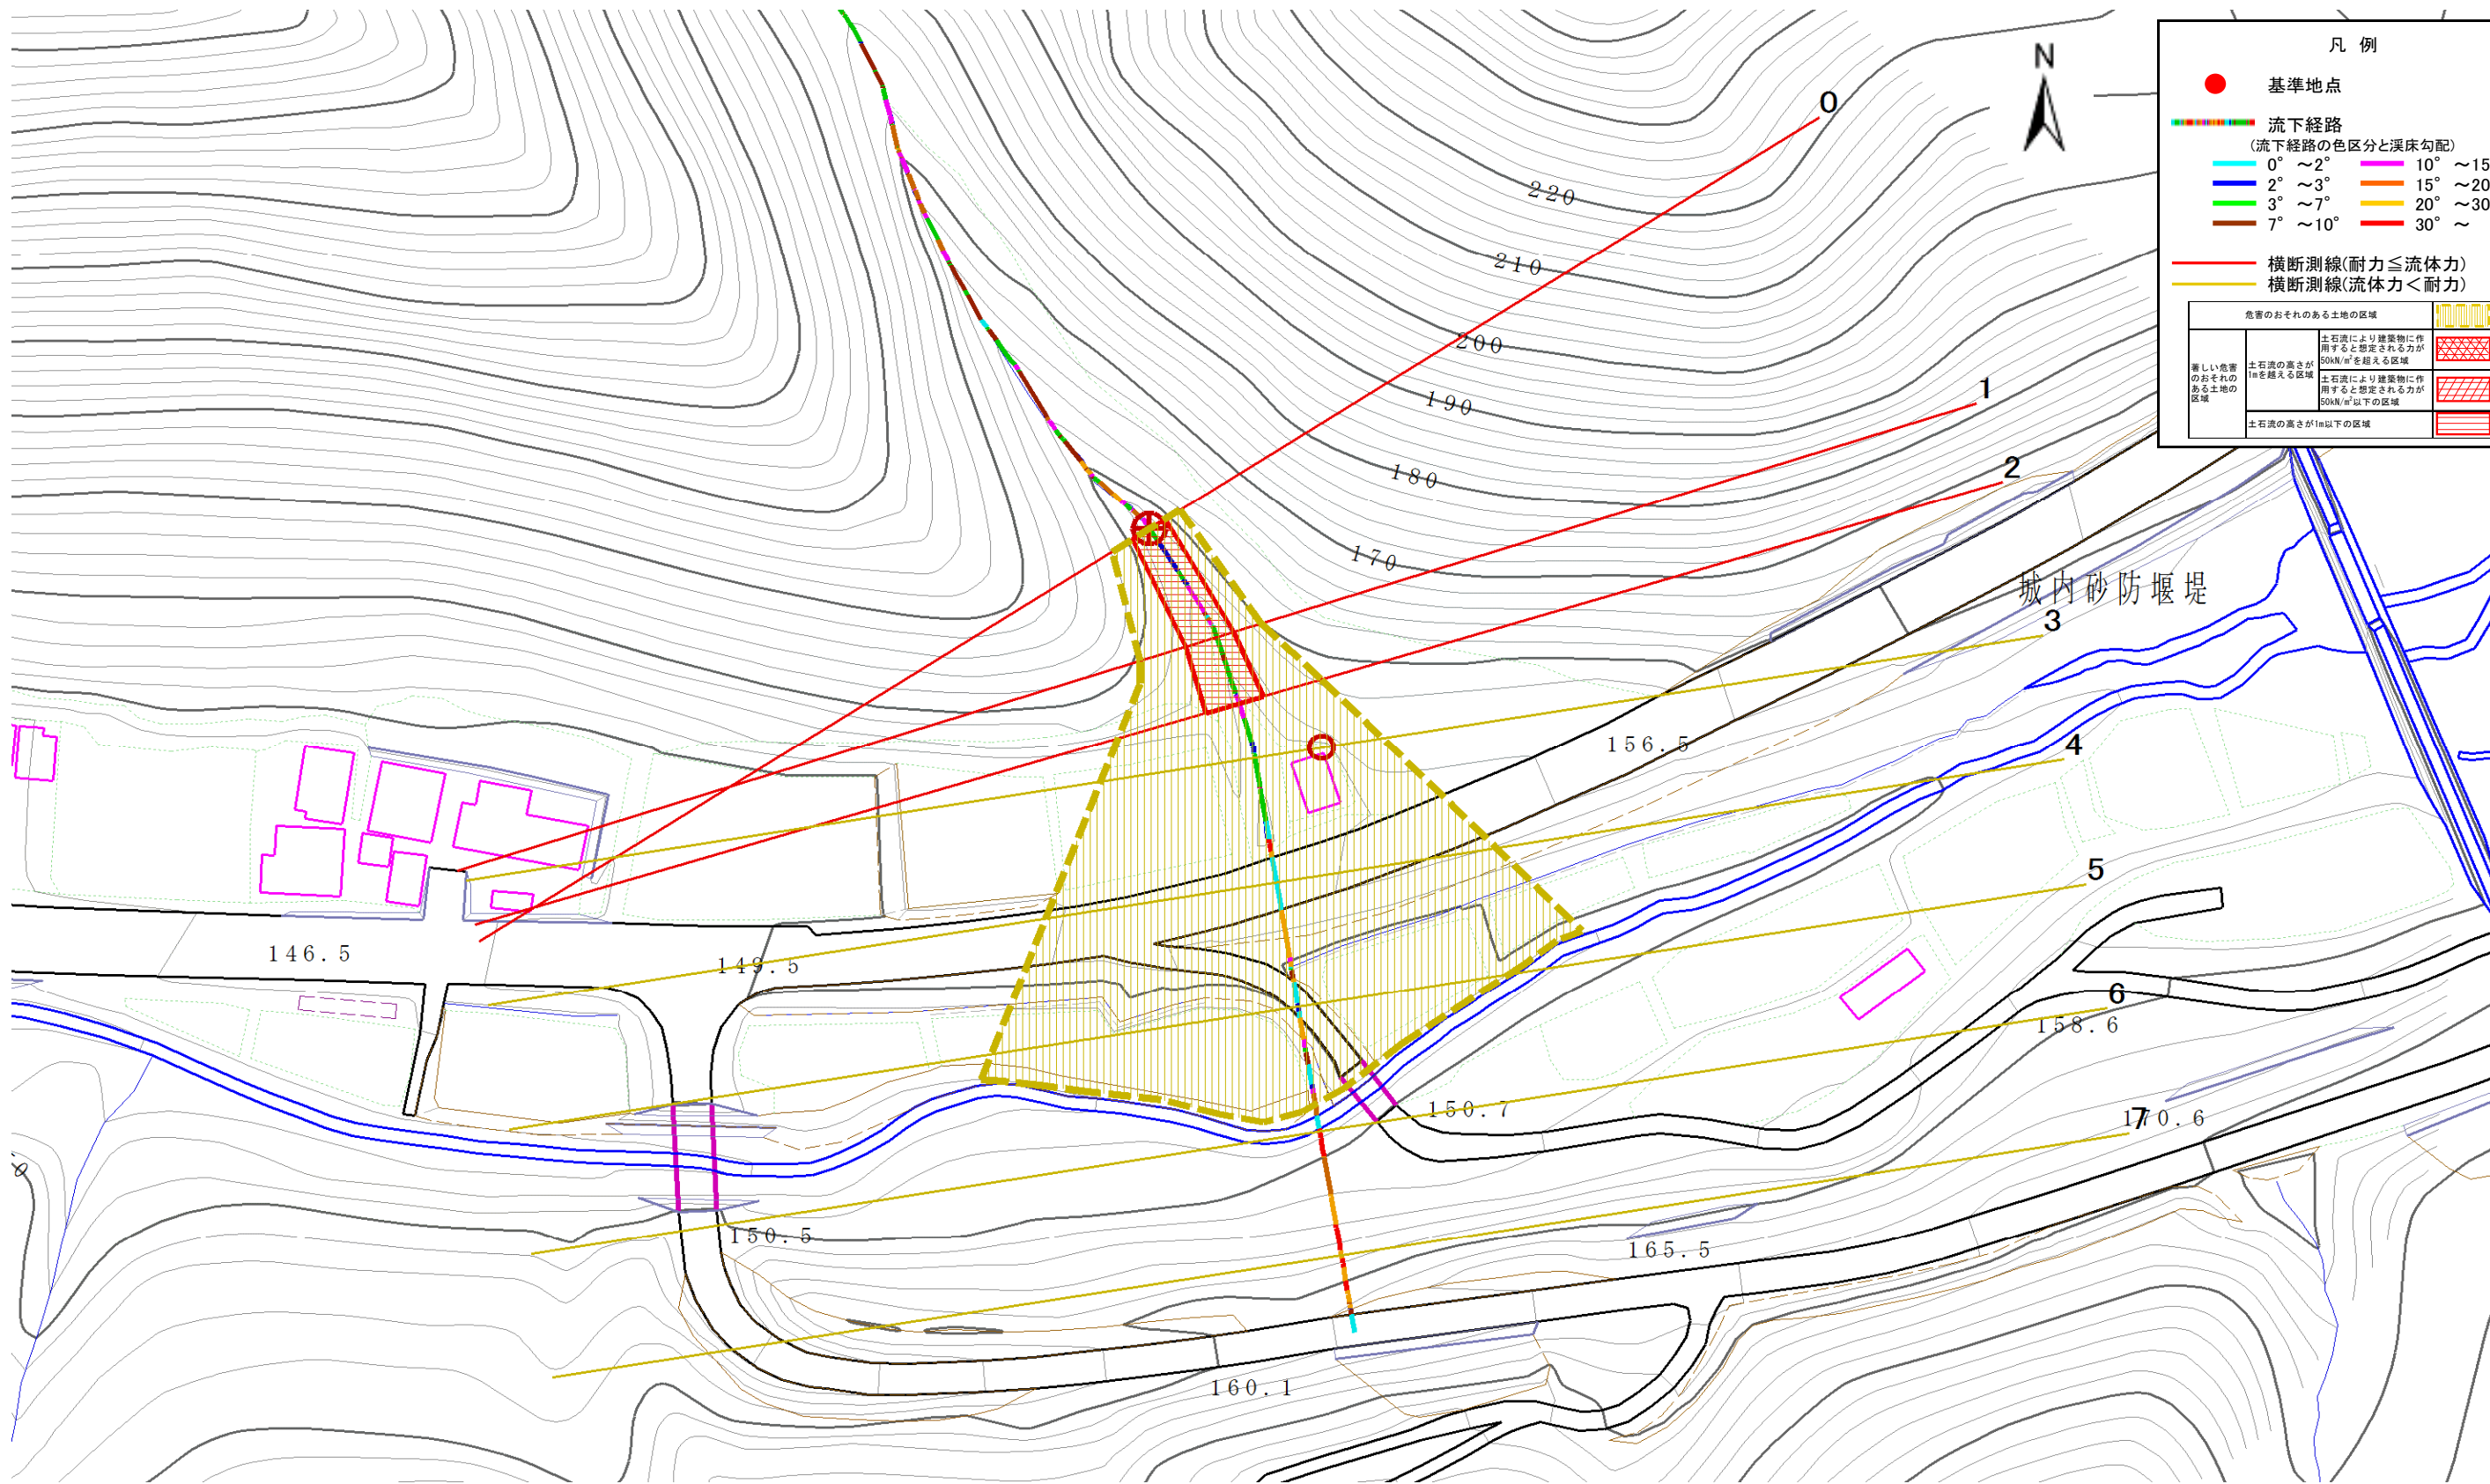 凡 例
基準地点
流下経路
(流下経路の色区分と渓床勾配)
0° ～2° 10° ～15
2° ～3° 15° ～20
3° ～7° 20° ～30
7° ～10° 30° ～
横断測線(耐力≦流体力)
横断測線(流体力＜耐力)
危害のおそれのある土地の区域
著しい危害
のおそれの
ある土地の
区域
土石流の高さが
1mを越える区域
土石流により建築物に作
用すると想定される力が
50kN/㎡を超える区域
土石流により建築物に作
用すると想定される力が
50kN/㎡以下の区域
土石流の高さが1m以下の区域
N
0
1
2
3
4
5
6
7
220
210
200
190
180
170
城内砂防堰堤
156.5
146.5
149.5
158.6
150.7
170.6
150.5
165.5
160.1